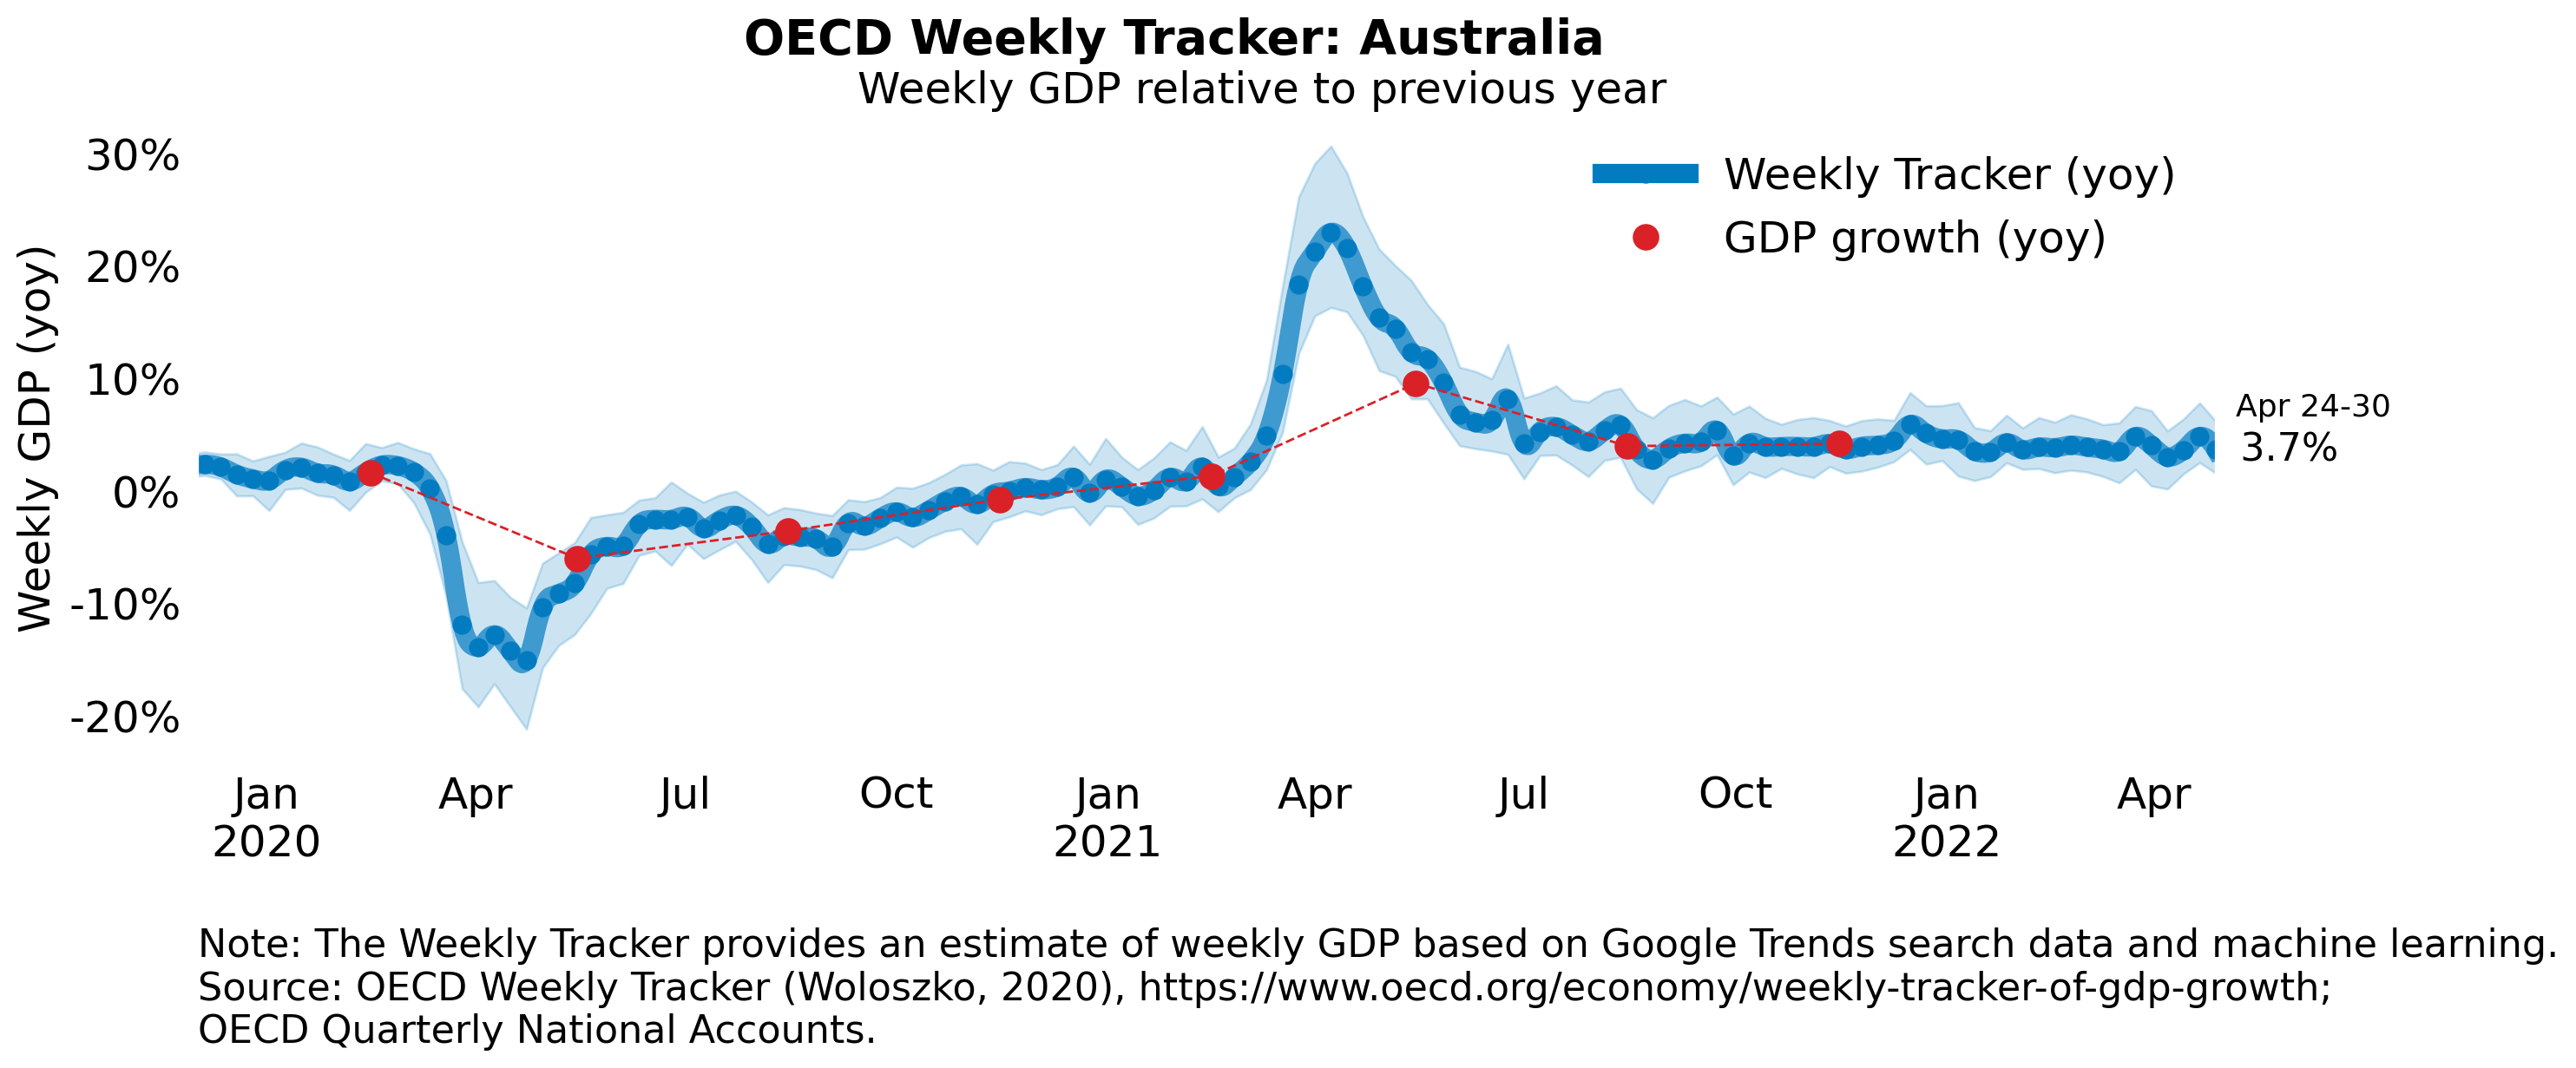 OECD Weekly Tracker: Australia
Weekly GDP relative to previous year
Weekly Tracker (yoy)
GDP growth (yoy)
Weekly GDP (yoy)
30%
20%
10%
0%
-10%
-20%
Apr 24-30
3.7%
Jan Apr Jul Oct Jan Apr Jul Oct Jan Apr
2020 2021 2022
Note: The Weekly Tracker provides an estimate of weekly GDP based on Google Trends search data and machine learning.
Source: OECD Weekly Tracker (Woloszko, 2020), https://www.oecd.org/economy/weekly-tracker-of-gdp-growth;
OECD Quarterly National Accounts.